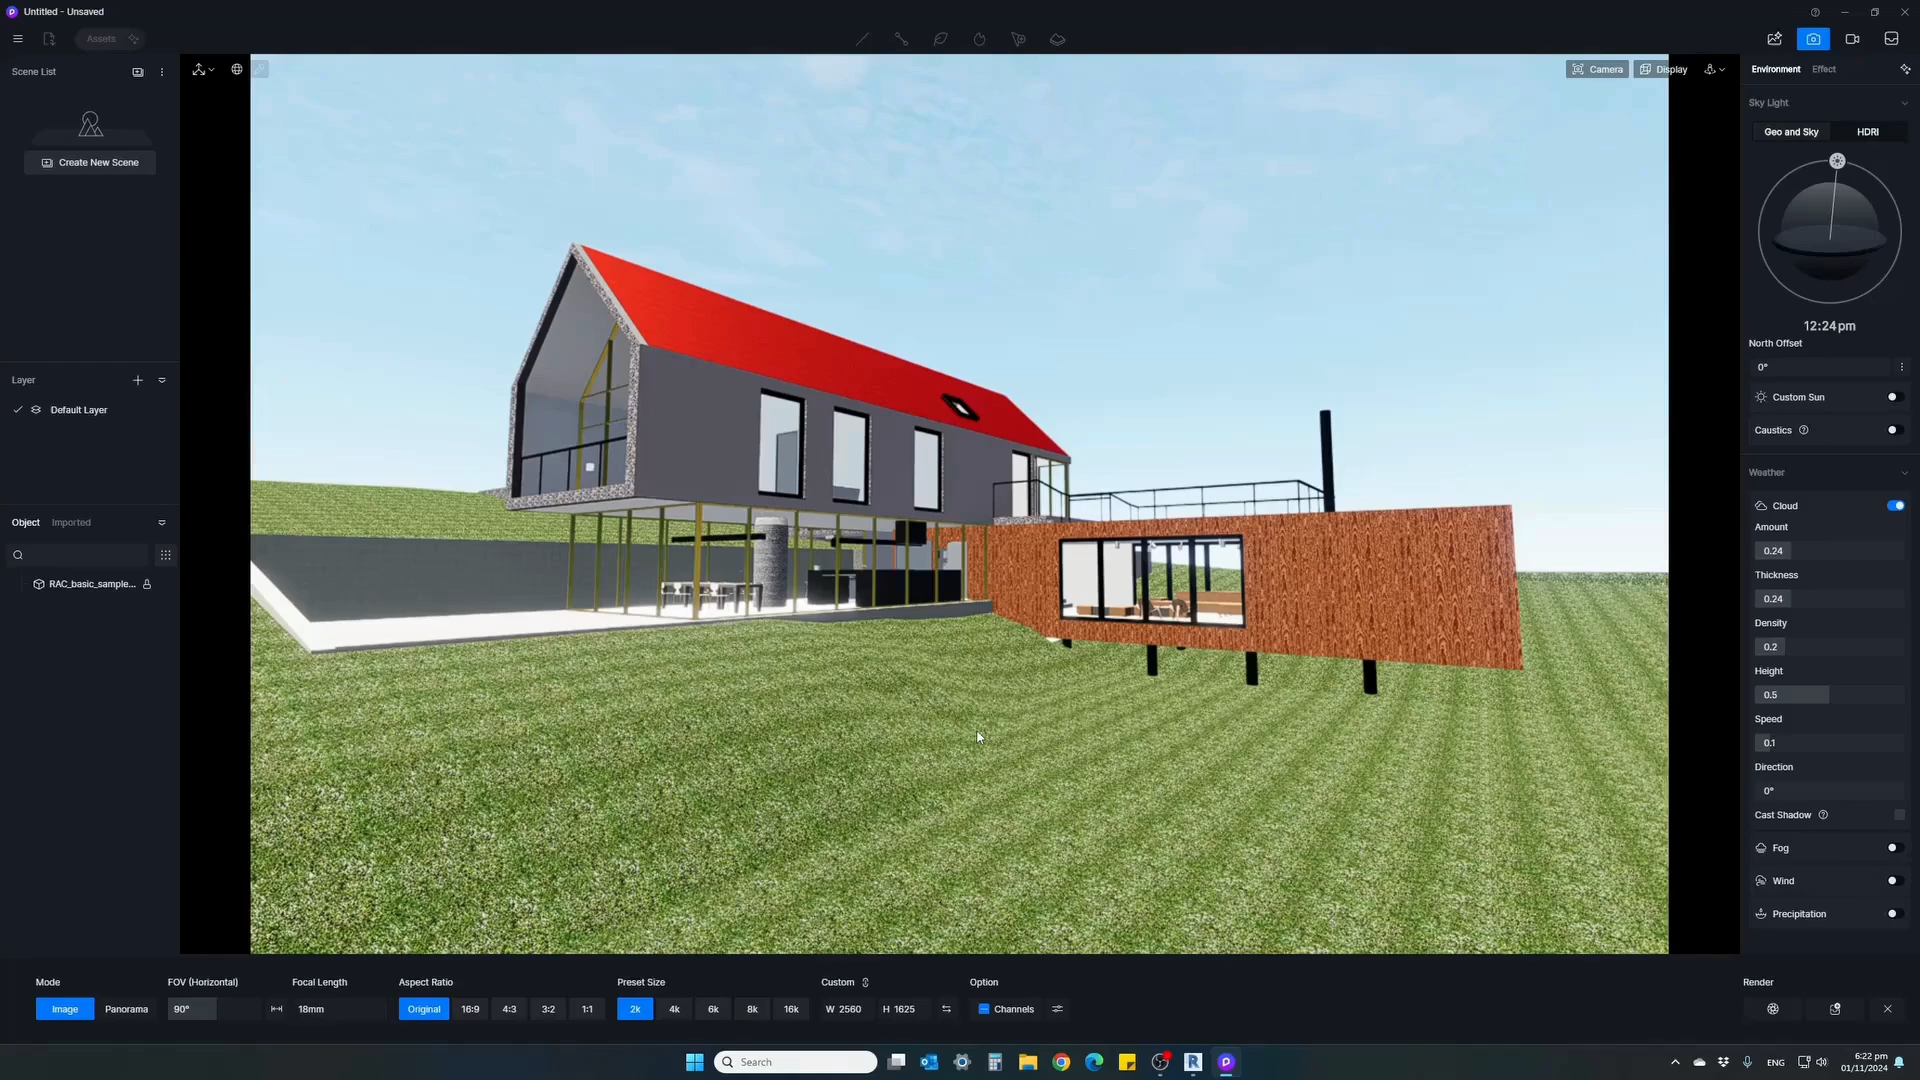 Untitled - Unsaved
Assets
Scene List
Camera
Display
Environment
Effect
Sky Light
Geo and Sky
HDRI
Create New Scene
12:24pm
North Offset
0°
Layer
Default Layer
Custom Sun
Caustics
Weather
Cloud
Object
Imported
Amount
0.24
RAC_basic_sample...
Thickness
0.24
Density
0.2
Height
0.5
Speed
0.1
Direction
0°
Cast Shadow
Fog
Wind
Precipitation
Mode
FOV (Horizontal)
Focal Length
Aspect Ratio
Preset Size
Custom
Option
Render
Image
Panorama
90°
18mm
Original
16:9
4:3
3:2
1:1
2k
4k
6k
8k
16k
W 2560
H 1625
Channels
Search
ENG
6:22 pm
01/11/2024